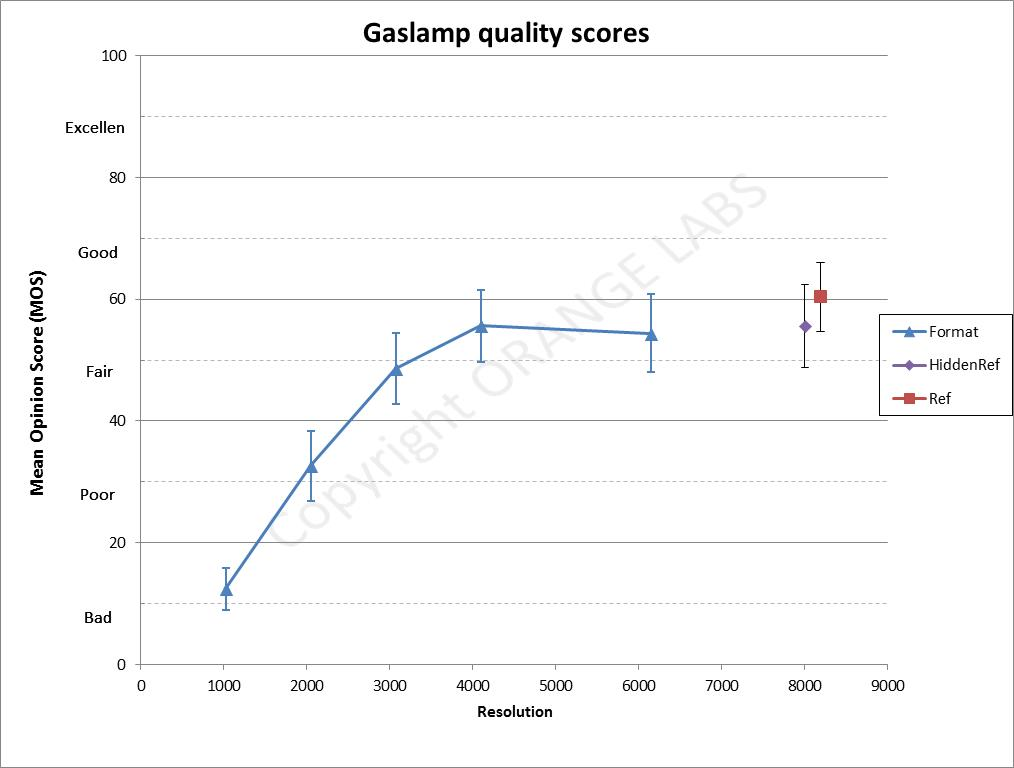 Gaslamp quality scores
100
Excellen
80
Good
60
Fair
40
Poor
20
Bad
0
Mean Opinion Score (MOS)
0 1000 2000 3000 4000 5000 6000 7000 8000 9000
Resolution
Format
HiddenRef
Ref
Copyright ORANGE LABS